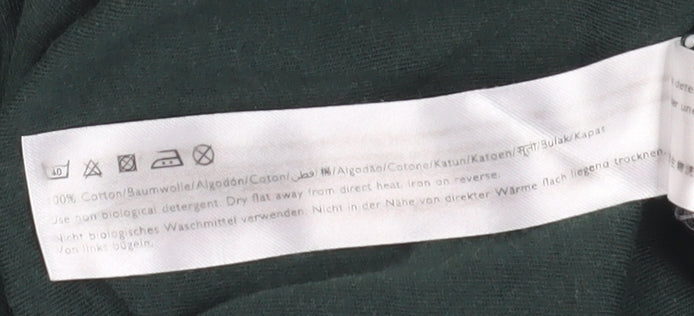 40
100% Cotton/Baumwolle/Algodón/Coton/قطن/棉/Algodão/Cotone/Katun/Katoen/सूती/Bulak/Kapas
Use non biological detergent. Dry flat away from direct heat. Iron on reverse.
Nicht biologisches Waschmittel verwenden. Nicht in der Nähe von direkter Wärme flach liegend trocknen.
Von links bügeln.